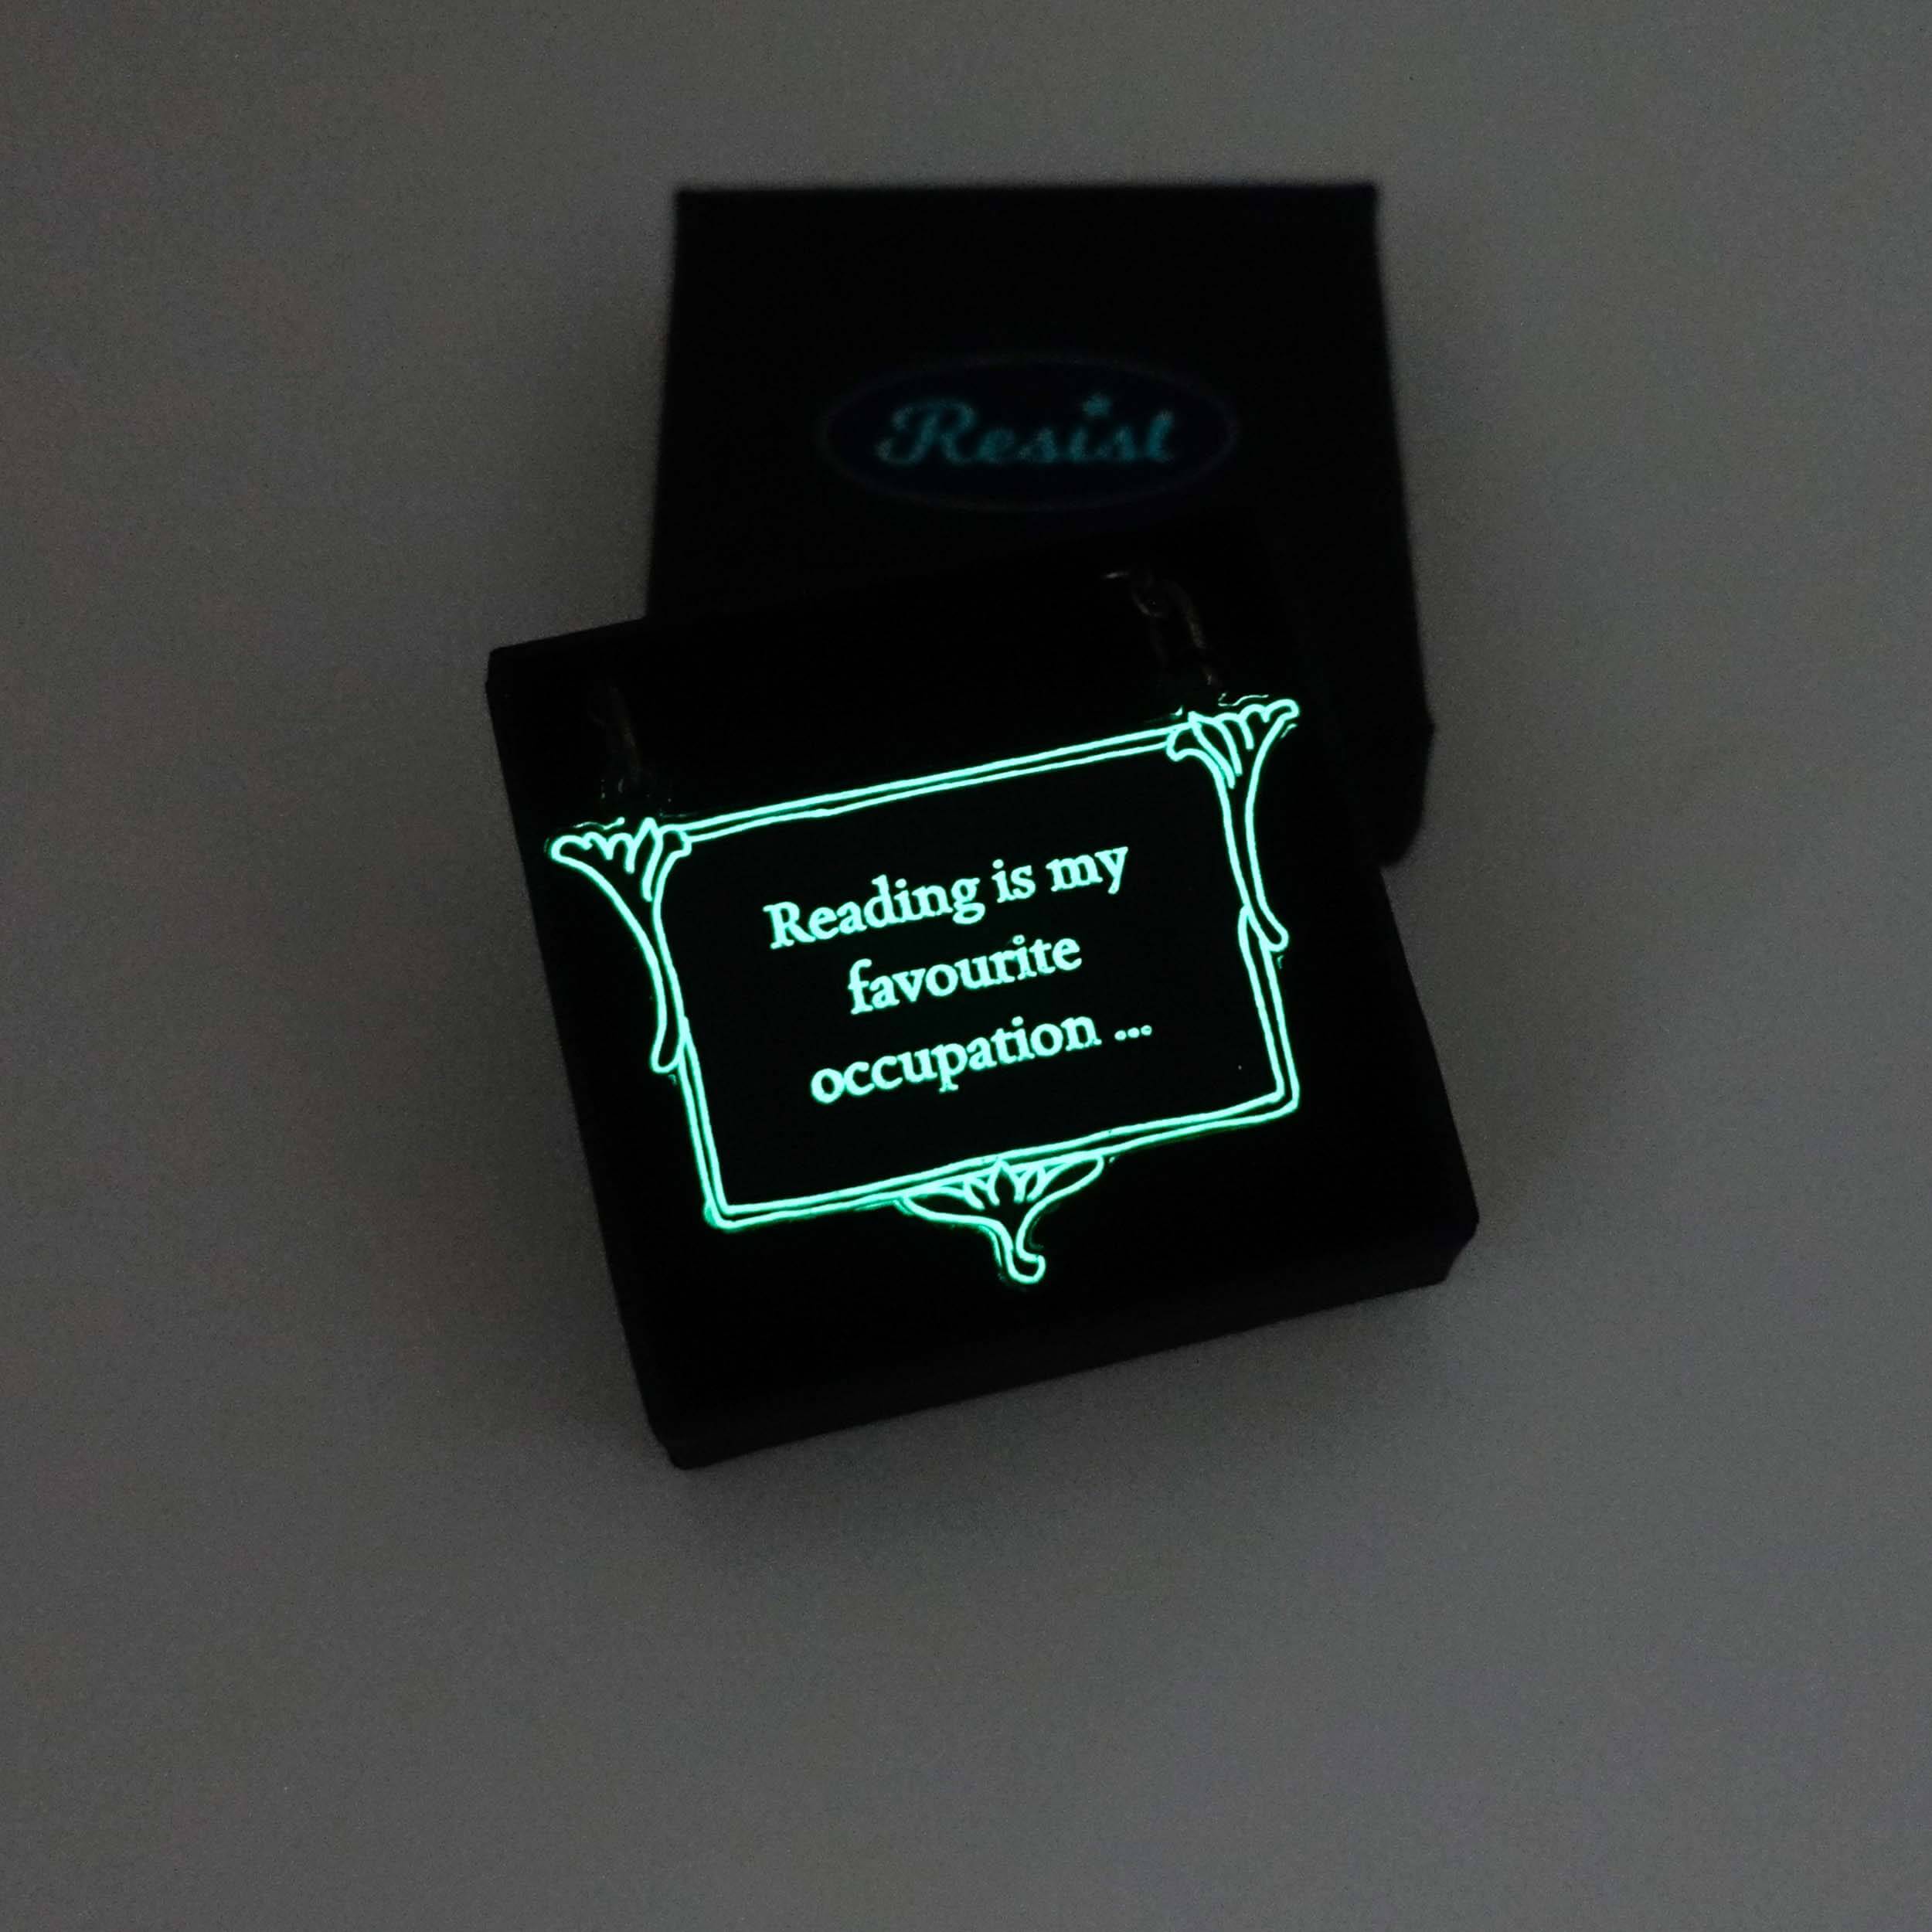 Resist
Reading is my
favourite
occupation ...